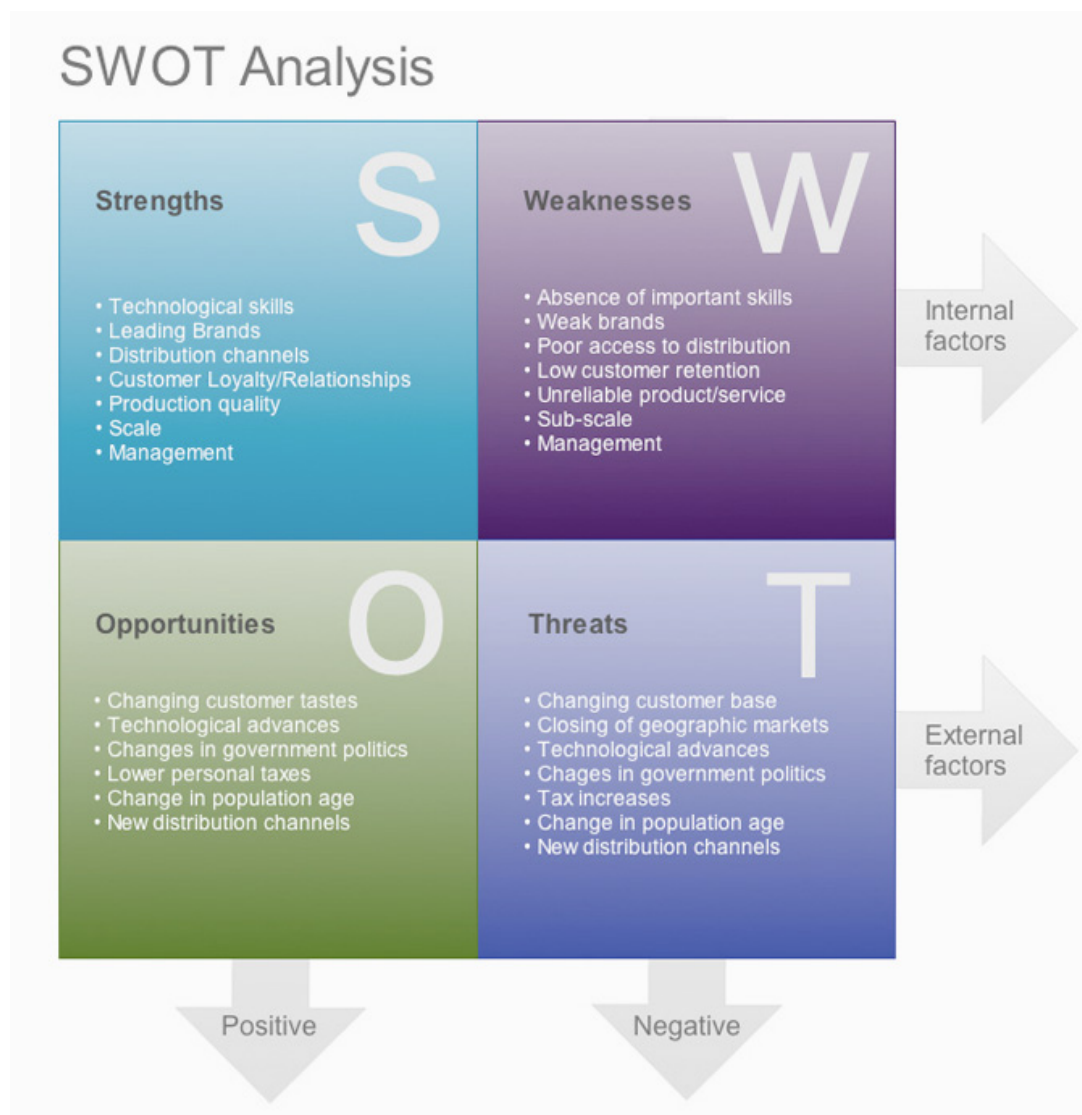 SWOT Analysis
S
Strengths
• Technological skills
• Leading Brands
• Distribution channels
• Customer Loyalty/Relationships
• Production quality
• Scale
• Management
W
Weaknesses
• Absence of important skills
• Weak brands
• Poor access to distribution
• Low customer retention
• Unreliable product/service
• Sub-scale
• Management
Internal
factors
O
Opportunities
• Changing customer tastes
• Technological advances
• Changes in government politics
• Lower personal taxes
• Change in population age
• New distribution channels
T
Threats
• Changing customer base
• Closing of geographic markets
• Technological advances
• Chages in government politics
• Tax increases
• Change in population age
• New distribution channels
External
factors
Positive
Negative